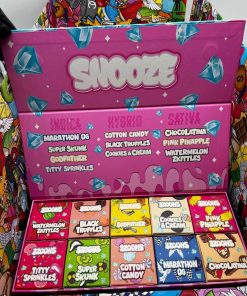 SNOOZE
INDICA
HYBRID
SATIVA
MARATHON OG
SUPER SKUNK
GODFATHER
TITTY SPRINKLES
COTTON CANDY
BLACK TRUFFLES
COOKIES & CREAM
CHOCOLATINA
PINK PINEAPPLE
WATERMELON
ZKITTLES
WATERMELON
ZKITTLES
BLACK
TRUFFLES
GODFATHER
COOKIES
& CREAM
PINK
PINEAPPLE
TITTY
SPRINKLES
SUPER
SKUNK
COTTON
CANDY
MARATHON
OG
CHOCOLATINA